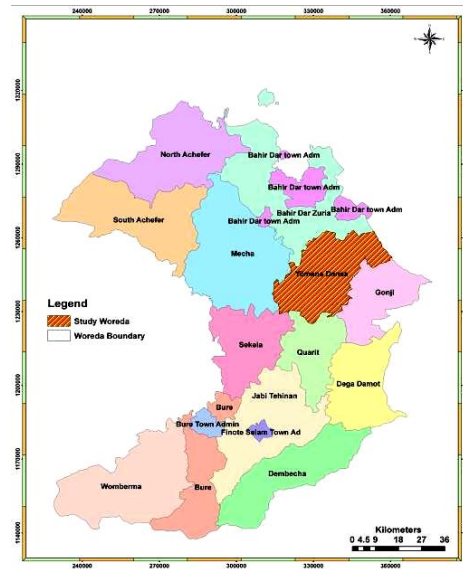 240000 270000 300000 330000 360000
1320000
1290000
1260000
1230000
1200000
1170000
1140000
North Achefer
Bahir Dar town Adm
Bahir Dar town Adm
South Achefer
Bahir Dar town Adm
Bahir Dar Zuria
Bahir Dar town Adm
Mecha
Yilmana Densa
Gonji
Legend
Study Woreda
Woreda Boundary
Sekela
Quarit
Dega Damot
Jabi Tehinan
Bure
Bure Town Admin
Finote Selam Town Ad
Womberma
Bure
Dembecha
Kilometers
0 4.5 9 18 27 36
240000 270000 300000 330000 360000